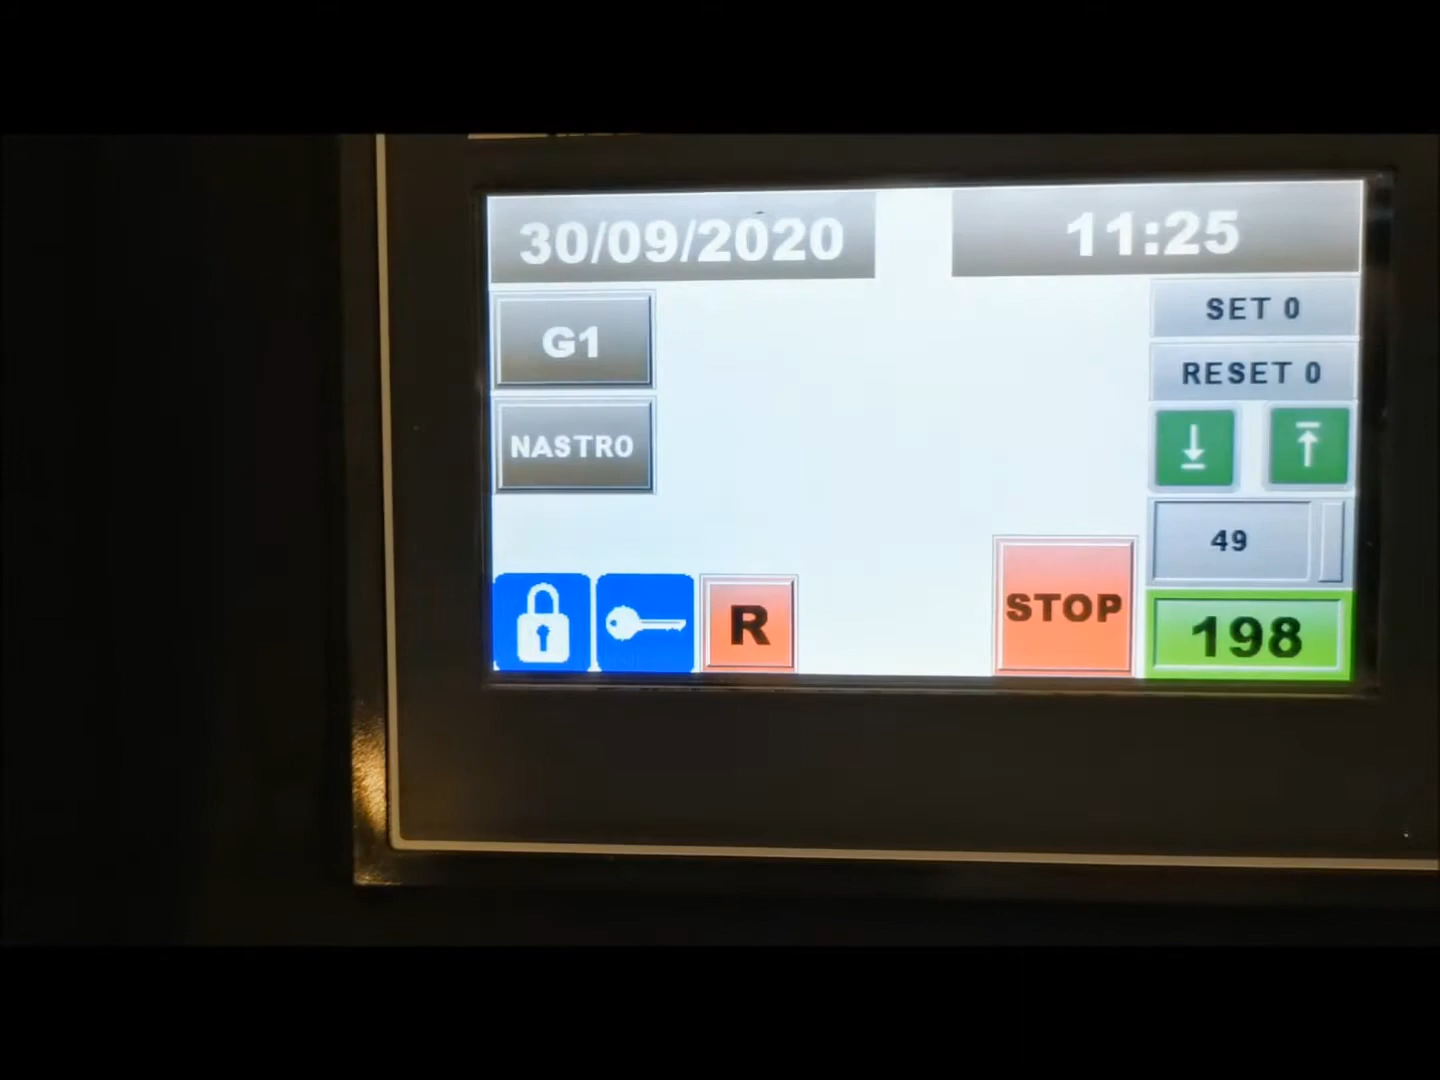 30/09/2020
11:25
G1
SET 0
RESET 0
NASTRO
49
R
STOP
198